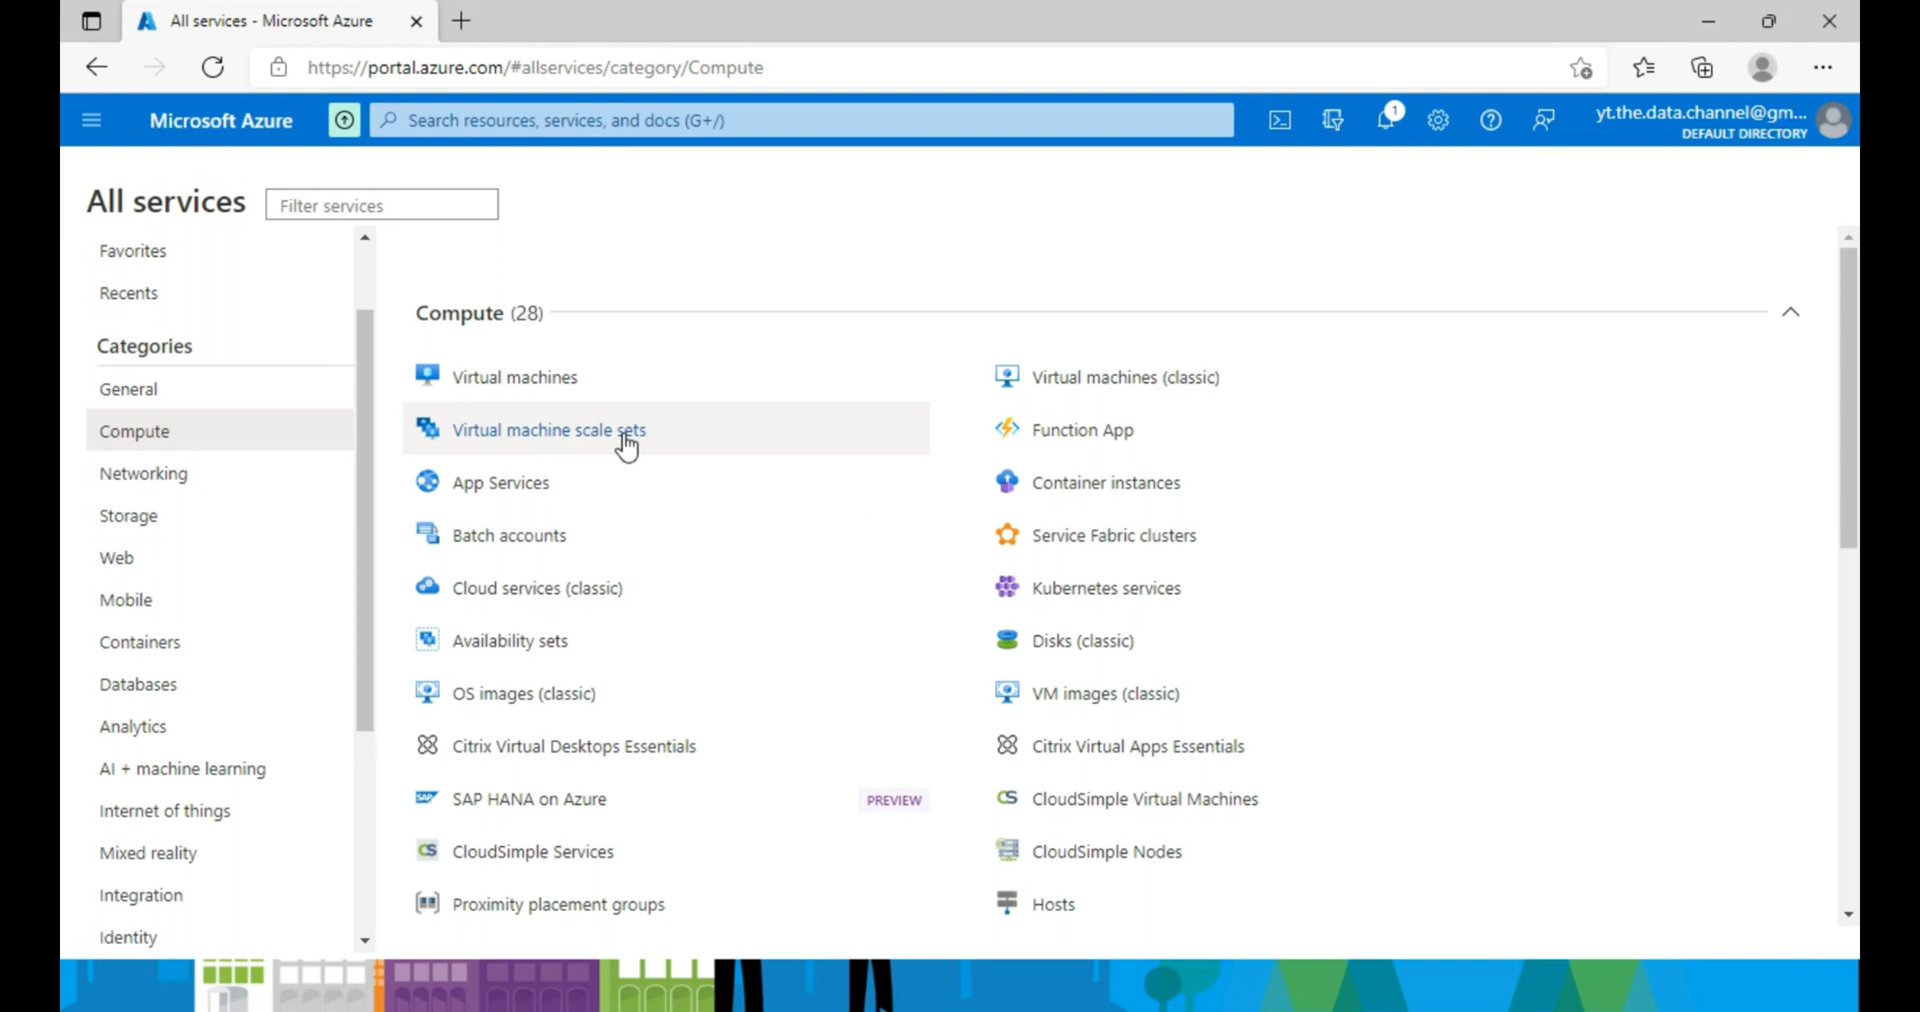 All services - Microsoft Azure
https://portal.azure.com/#allservices/category/Compute
Microsoft Azure
Search resources, services, and docs (G+/)
1
yt.the.data.channel@gm...
DEFAULT DIRECTORY
All services
Filter services
Favorites
Recents
Categories
General
Compute
Networking
Storage
Web
Mobile
Containers
Databases
Analytics
AI + machine learning
Internet of things
Mixed reality
Integration
Identity
Compute (28)
Virtual machines
Virtual machines (classic)
Virtual machine scale sets
Function App
App Services
Container instances
Batch accounts
Service Fabric clusters
Cloud services (classic)
Kubernetes services
Availability sets
Disks (classic)
OS images (classic)
VM images (classic)
Citrix Virtual Desktops Essentials
Citrix Virtual Apps Essentials
SAP SAP HANA on Azure PREVIEW
CS CloudSimple Virtual Machines
CS CloudSimple Services
CloudSimple Nodes
Proximity placement groups
Hosts